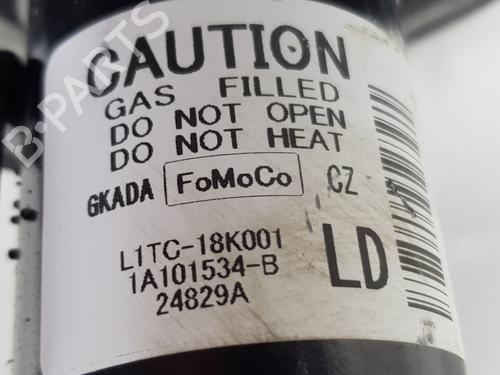 CAUTION
GAS FILLED
DO NOT OPEN
DO NOT HEAT
GKADA FoMoCo CZ
L1TC-18K001
1A101534-B
24829A
LD
B-PARTS